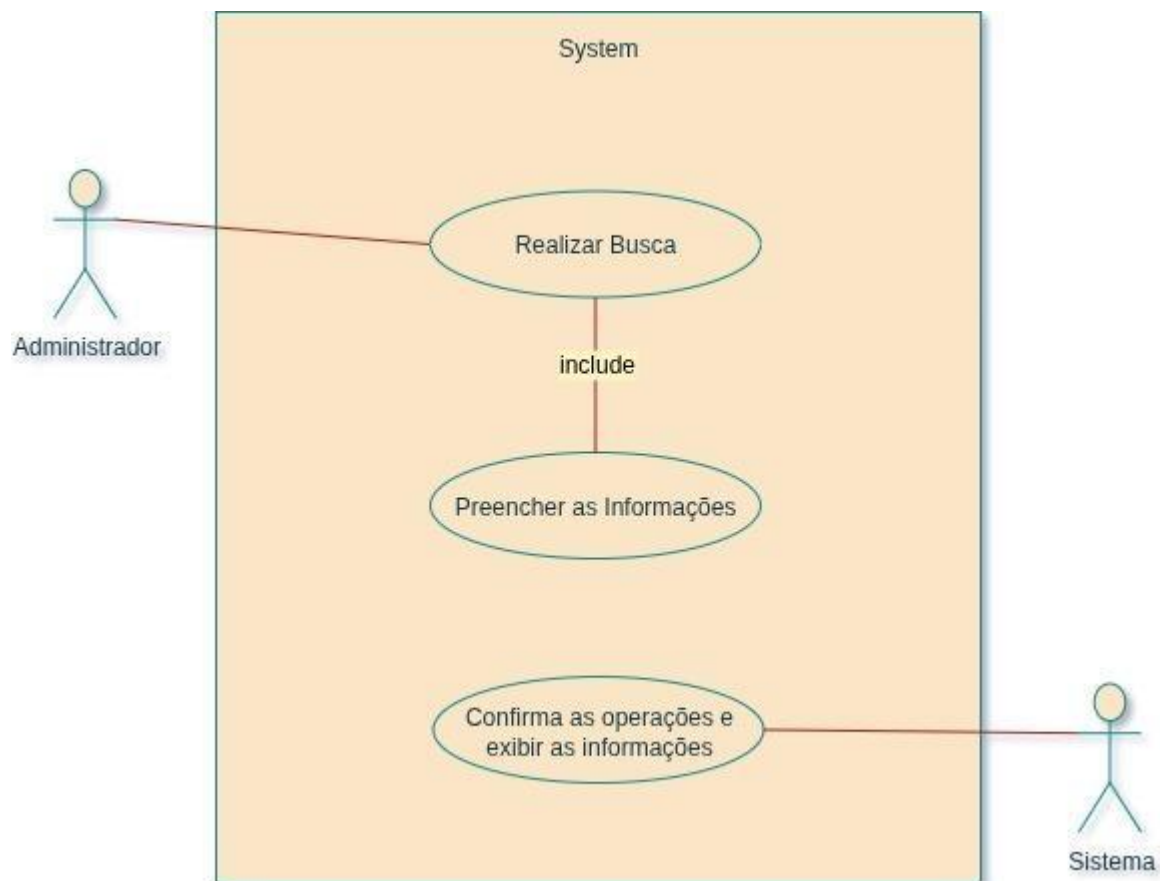 System
Realizar Busca
Administrador
include
Preencher as Informações
Confirma as operações e
exibir as informações
Sistema